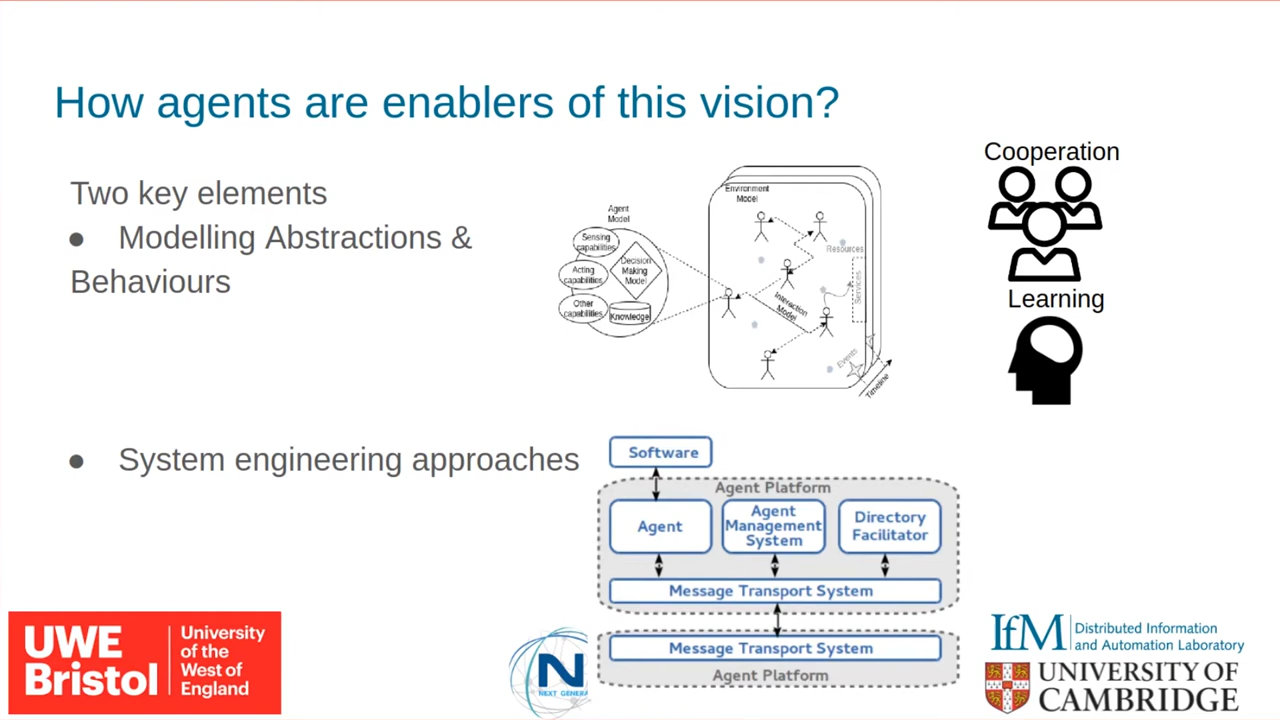 How agents are enablers of this vision?
Two key elements
● Modelling Abstractions &
Behaviours
Agent
Model
Sensing
capabilities
Acting
capabilities
Other
capabilities
Decision
Making
Model
Knowledge
Environment
Model
Resources
Services
Interaction
Model
Events
Timeline
Cooperation
Learning
● System engineering approaches
Software
Agent Platform
Agent
Agent
Management
System
Directory
Facilitator
Message Transport System
Message Transport System
Agent Platform
UWE
Bristol
University
of the
West of
England
N
NEXT GENERA
IfM
Distributed Information
and Automation Laboratory
UNIVERSITY OF
CAMBRIDGE